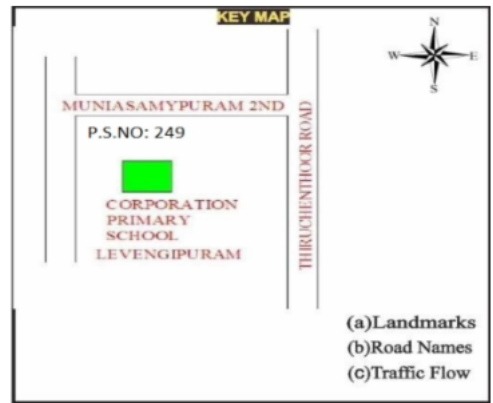 KEY MAP
N
W E
S
MUNIASAMYPURAM 2ND
THIRUCHENTHOOR ROAD
P.S.NO: 249
CORPORATION
PRIMARY
SCHOOL
LEVENGIPURAM
(a)Landmarks
(b)Road Names
(c)Traffic Flow